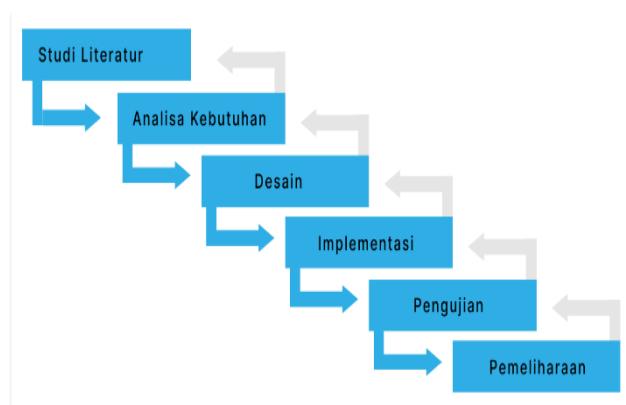 Studi Literatur
Analisa Kebutuhan
Desain
Implementasi
Pengujian
Pemeliharaan